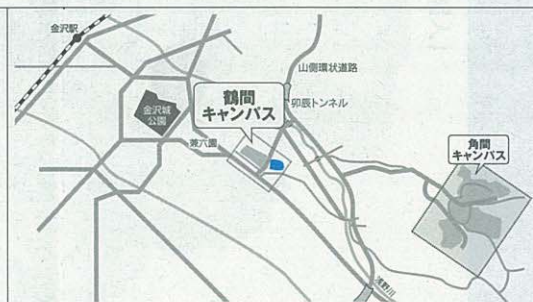 金沢駅
山側環状道路
鶴間
キャンパス
卯辰トンネル
金沢城
公園
兼六園
角間
キャンパス
浅野川